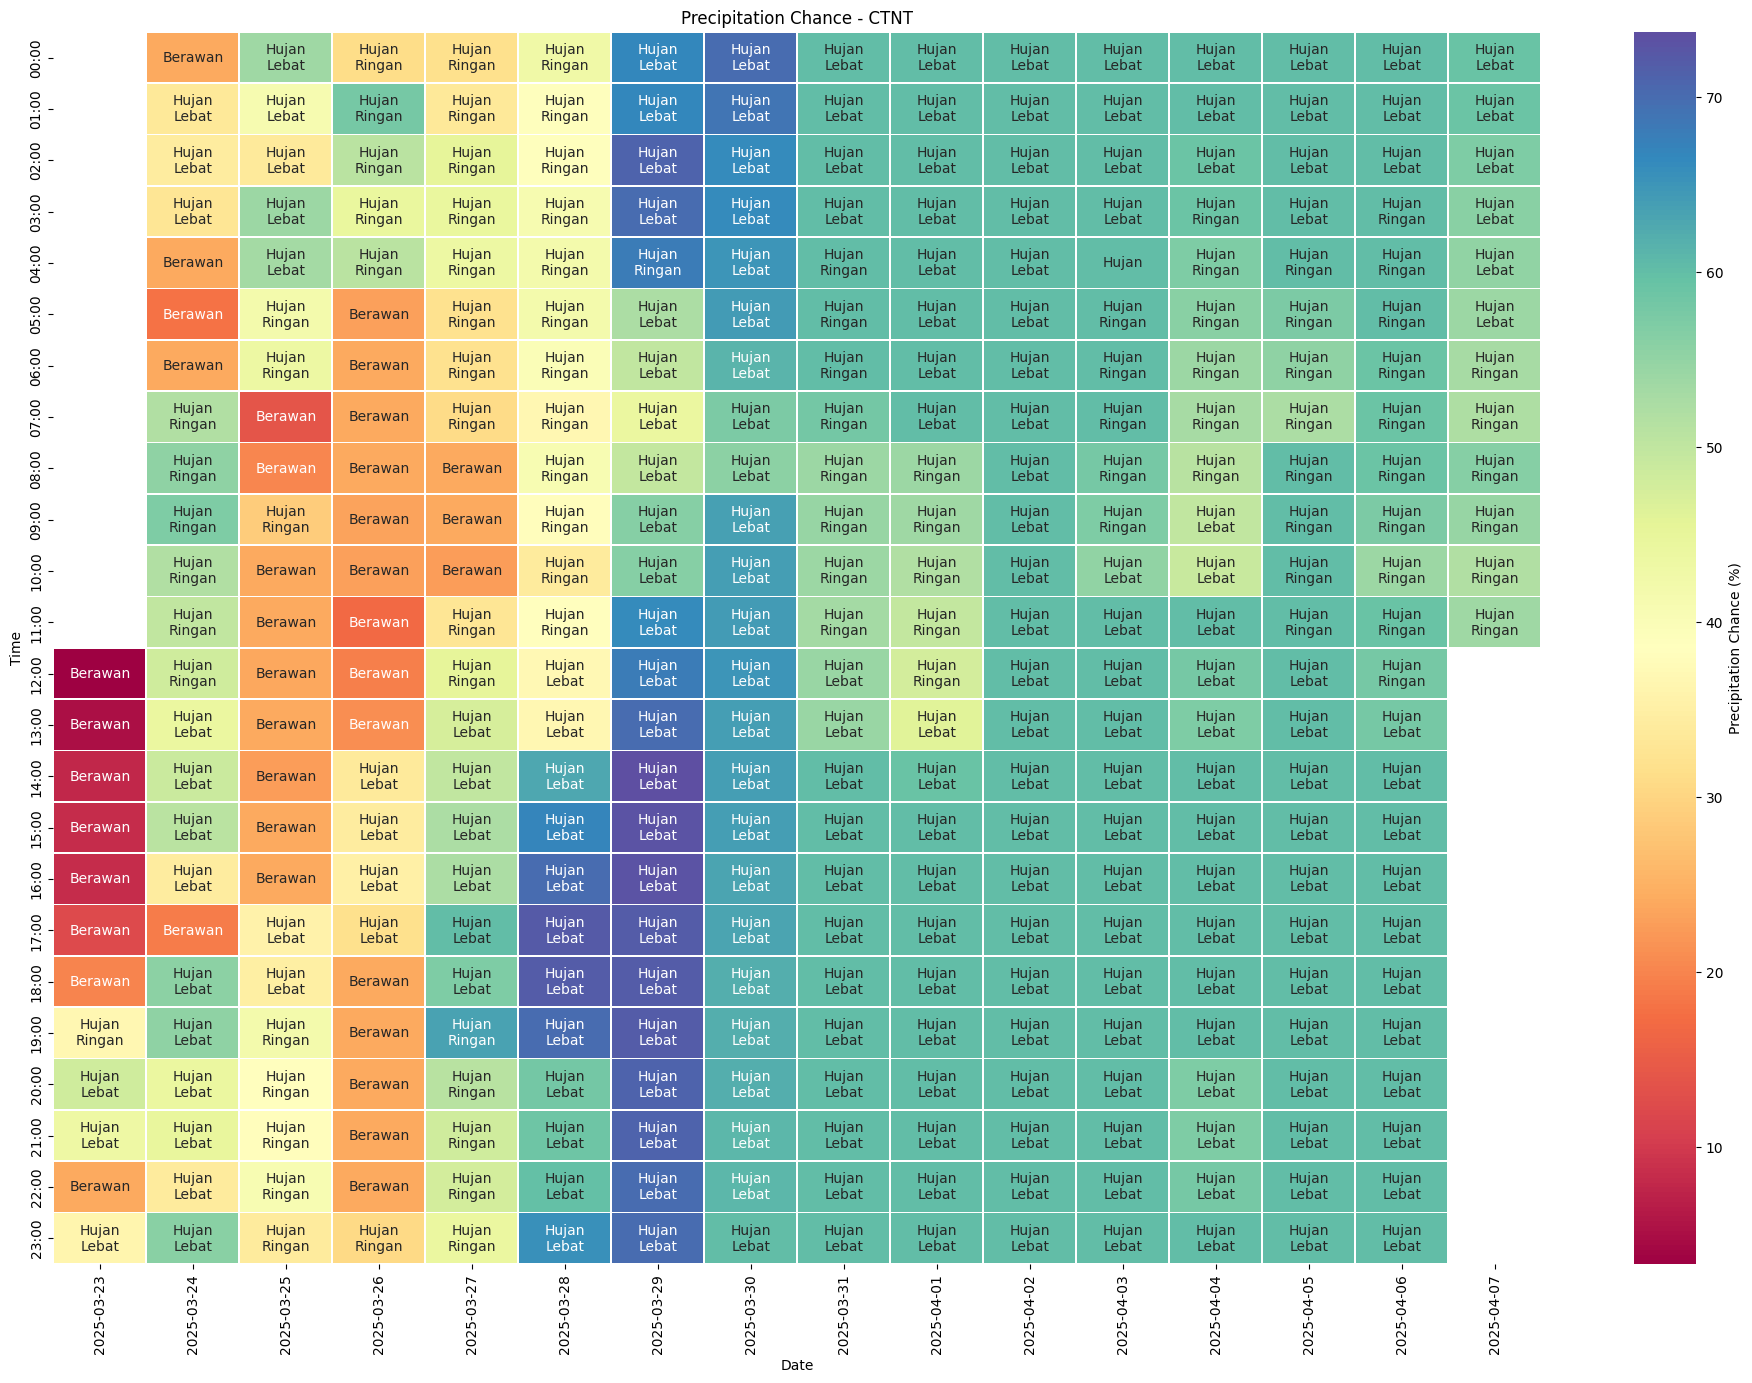 Precipitation Chance - CTNT
00:00 Berawan Hujan Lebat Hujan Ringan Hujan Ringan Hujan Ringan Hujan Lebat Hujan Lebat Hujan Lebat Hujan Lebat Hujan Lebat Hujan Lebat Hujan Lebat Hujan Lebat Hujan Lebat Hujan Lebat
01:00 Hujan Lebat Hujan Lebat Hujan Ringan Hujan Ringan Hujan Ringan Hujan Lebat Hujan Lebat Hujan Lebat Hujan Lebat Hujan Lebat Hujan Lebat Hujan Lebat Hujan Lebat Hujan Lebat Hujan Lebat
02:00 Hujan Lebat Hujan Lebat Hujan Ringan Hujan Ringan Hujan Ringan Hujan Lebat Hujan Lebat Hujan Lebat Hujan Lebat Hujan Lebat Hujan Lebat Hujan Lebat Hujan Lebat Hujan Lebat Hujan Lebat
03:00 Hujan Lebat Hujan Lebat Hujan Ringan Hujan Ringan Hujan Ringan Hujan Lebat Hujan Lebat Hujan Lebat Hujan Lebat Hujan Lebat Hujan Lebat Hujan Ringan Hujan Lebat Hujan Ringan Hujan Lebat
04:00 Berawan Hujan Lebat Hujan Ringan Hujan Ringan Hujan Ringan Hujan Ringan Hujan Lebat Hujan Ringan Hujan Lebat Hujan Lebat Hujan Hujan Ringan Hujan Ringan Hujan Ringan Hujan Lebat
05:00 Berawan Hujan Ringan Berawan Hujan Ringan Hujan Ringan Hujan Lebat Hujan Lebat Hujan Ringan Hujan Lebat Hujan Lebat Hujan Ringan Hujan Ringan Hujan Ringan Hujan Ringan Hujan Lebat
06:00 Berawan Hujan Ringan Berawan Hujan Ringan Hujan Ringan Hujan Lebat Hujan Lebat Hujan Ringan Hujan Lebat Hujan Lebat Hujan Ringan Hujan Ringan Hujan Ringan Hujan Ringan Hujan Ringan
07:00 Hujan Ringan Berawan Berawan Hujan Ringan Hujan Ringan Hujan Lebat Hujan Lebat Hujan Ringan Hujan Lebat Hujan Lebat Hujan Ringan Hujan Ringan Hujan Ringan Hujan Ringan Hujan Ringan
08:00 Hujan Ringan Berawan Berawan Berawan Hujan Ringan Hujan Lebat Hujan Lebat Hujan Ringan Hujan Ringan Hujan Lebat Hujan Ringan Hujan Ringan Hujan Ringan Hujan Ringan Hujan Ringan
09:00 Hujan Ringan Hujan Ringan Berawan Berawan Hujan Ringan Hujan Lebat Hujan Lebat Hujan Ringan Hujan Ringan Hujan Lebat Hujan Ringan Hujan Lebat Hujan Ringan Hujan Ringan Hujan Ringan
10:00 Hujan Ringan Berawan Berawan Berawan Hujan Ringan Hujan Lebat Hujan Lebat Hujan Ringan Hujan Ringan Hujan Lebat Hujan Lebat Hujan Lebat Hujan Ringan Hujan Ringan Hujan Ringan
11:00 Hujan Ringan Berawan Berawan Hujan Ringan Hujan Ringan Hujan Lebat Hujan Lebat Hujan Ringan Hujan Ringan Hujan Lebat Hujan Lebat Hujan Lebat Hujan Ringan Hujan Ringan Hujan Ringan
12:00 Berawan Hujan Ringan Berawan Berawan Hujan Ringan Hujan Lebat Hujan Lebat Hujan Lebat Hujan Lebat Hujan Ringan Hujan Lebat Hujan Lebat Hujan Lebat Hujan Lebat Hujan Ringan
13:00 Berawan Hujan Lebat Berawan Berawan Hujan Lebat Hujan Lebat Hujan Lebat Hujan Lebat Hujan Ringan Hujan Lebat Hujan Lebat Hujan Lebat Hujan Lebat Hujan Lebat Hujan Lebat
14:00 Berawan Hujan Lebat Berawan Hujan Lebat Hujan Lebat Hujan Lebat Hujan Lebat Hujan Lebat Hujan Lebat Hujan Lebat Hujan Lebat Hujan Lebat Hujan Lebat Hujan Lebat Hujan Lebat
15:00 Berawan Hujan Lebat Berawan Hujan Lebat Hujan Lebat Hujan Lebat Hujan Lebat Hujan Lebat Hujan Lebat Hujan Lebat Hujan Lebat Hujan Lebat Hujan Lebat Hujan Lebat Hujan Lebat
16:00 Berawan Hujan Lebat Berawan Hujan Lebat Hujan Lebat Hujan Lebat Hujan Lebat Hujan Lebat Hujan Lebat Hujan Lebat Hujan Lebat Hujan Lebat Hujan Lebat Hujan Lebat Hujan Lebat
17:00 Berawan Berawan Hujan Lebat Hujan Lebat Hujan Lebat Hujan Lebat Hujan Lebat Hujan Lebat Hujan Lebat Hujan Lebat Hujan Lebat Hujan Lebat Hujan Lebat Hujan Lebat Hujan Lebat
18:00 Berawan Hujan Lebat Hujan Lebat Berawan Hujan Lebat Hujan Lebat Hujan Lebat Hujan Lebat Hujan Lebat Hujan Lebat Hujan Lebat Hujan Lebat Hujan Lebat Hujan Lebat Hujan Lebat
19:00 Hujan Ringan Hujan Lebat Hujan Ringan Berawan Hujan Ringan Hujan Lebat Hujan Lebat Hujan Lebat Hujan Lebat Hujan Lebat Hujan Lebat Hujan Lebat Hujan Lebat Hujan Lebat Hujan Lebat
20:00 Hujan Lebat Hujan Lebat Hujan Ringan Berawan Hujan Ringan Hujan Lebat Hujan Lebat Hujan Lebat Hujan Lebat Hujan Lebat Hujan Lebat Hujan Lebat Hujan Lebat Hujan Lebat Hujan Lebat
21:00 Hujan Lebat Hujan Lebat Hujan Ringan Berawan Hujan Ringan Hujan Lebat Hujan Lebat Hujan Lebat Hujan Lebat Hujan Lebat Hujan Lebat Hujan Lebat Hujan Lebat Hujan Lebat Hujan Lebat
22:00 Berawan Hujan Lebat Hujan Ringan Berawan Hujan Ringan Hujan Lebat Hujan Lebat Hujan Lebat Hujan Lebat Hujan Lebat Hujan Lebat Hujan Lebat Hujan Lebat Hujan Lebat Hujan Lebat
23:00 Hujan Lebat Hujan Lebat Hujan Ringan Hujan Ringan Hujan Ringan Hujan Lebat Hujan Lebat Hujan Lebat Hujan Lebat Hujan Lebat Hujan Lebat Hujan Lebat Hujan Lebat Hujan Lebat Hujan Lebat
Time
2025-03-23 2025-03-24 2025-03-25 2025-03-26 2025-03-27 2025-03-28 2025-03-29 2025-03-30 2025-03-31 2025-04-01 2025-04-02 2025-04-03 2025-04-04 2025-04-05 2025-04-06 2025-04-07
Date
70
60
50
40
30
20
10
Precipitation Chance (%)